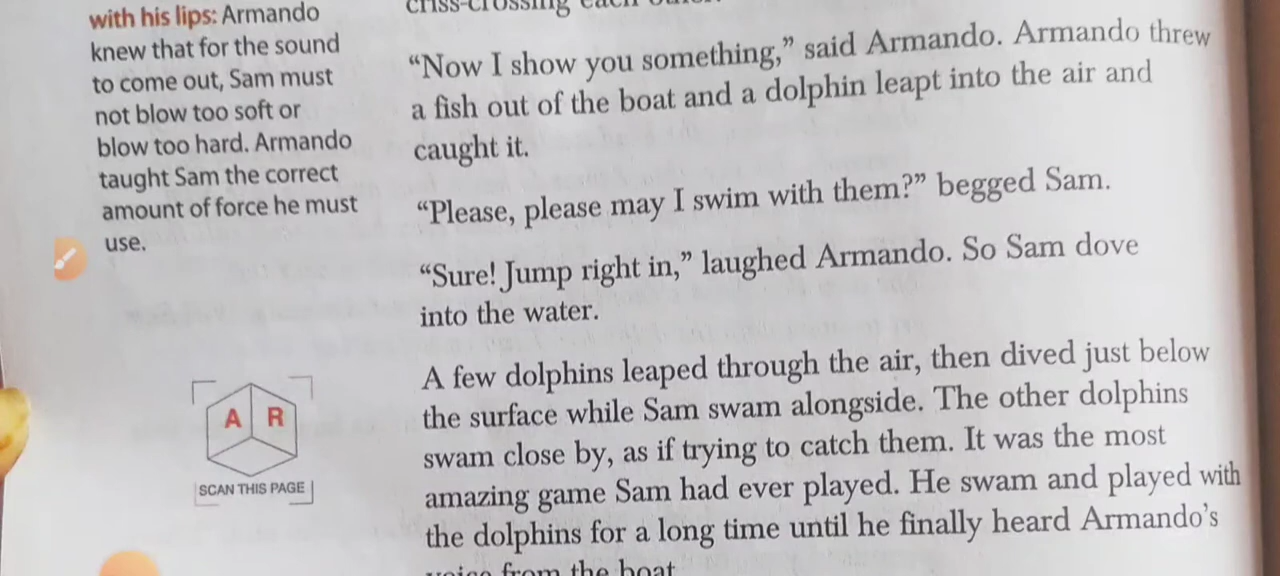 with his lips: Armando
knew that for the sound
to come out, Sam must
not blow too soft or
blow too hard. Armando
taught Sam the correct
amount of force he must
use.
A R
SCAN THIS PAGE
criss-crossing each
“Now I show you something,” said Armando. Armando threw
a fish out of the boat and a dolphin leapt into the air and
caught it.
“Please, please may I swim with them?” begged Sam.
“Sure! Jump right in,” laughed Armando. So Sam dove
into the water.
A few dolphins leaped through the air, then dived just below
the surface while Sam swam alongside. The other dolphins
swam close by, as if trying to catch them. It was the most
amazing game Sam had ever played. He swam and played with
the dolphins for a long time until he finally heard Armando’s
voice from the boat